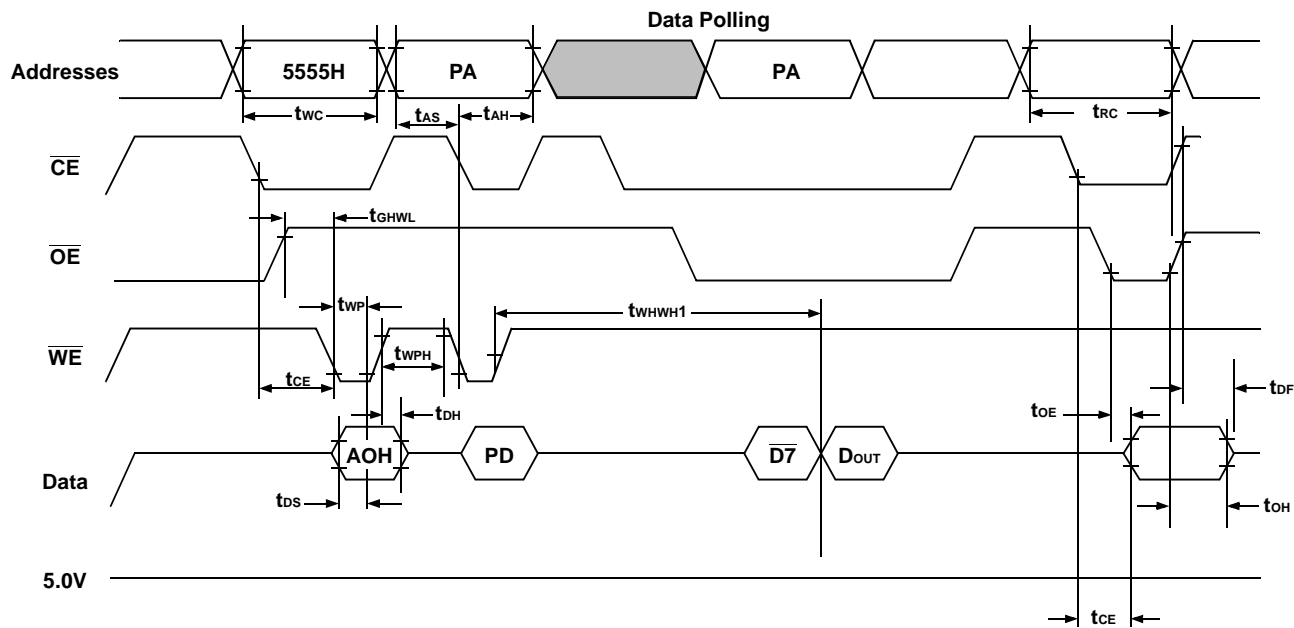 Data Polling
Addresses
5555H
PA
PA
tWC
tAS
tAH
tRC
CE
tGHWL
OE
tWP
tWHWH1
WE
tWPH
tCE
tDH
tOE
tDF
AOH
PD
D7
DOUT
Data
tDS
tOH
5.0V
tCE